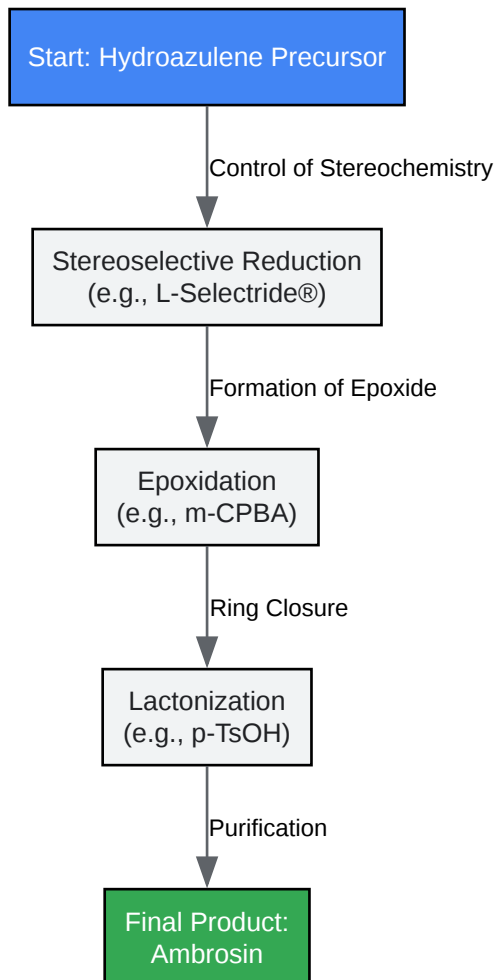 Start: Hydroazulene Precursor
Control of Stereochemistry
Stereoselective Reduction
(e.g., L-Selectride®)
Formation of Epoxide
Epoxidation
(e.g., m-CPBA)
Ring Closure
Lactonization
(e.g., p-TsOH)
Purification
Final Product:
Ambrosin